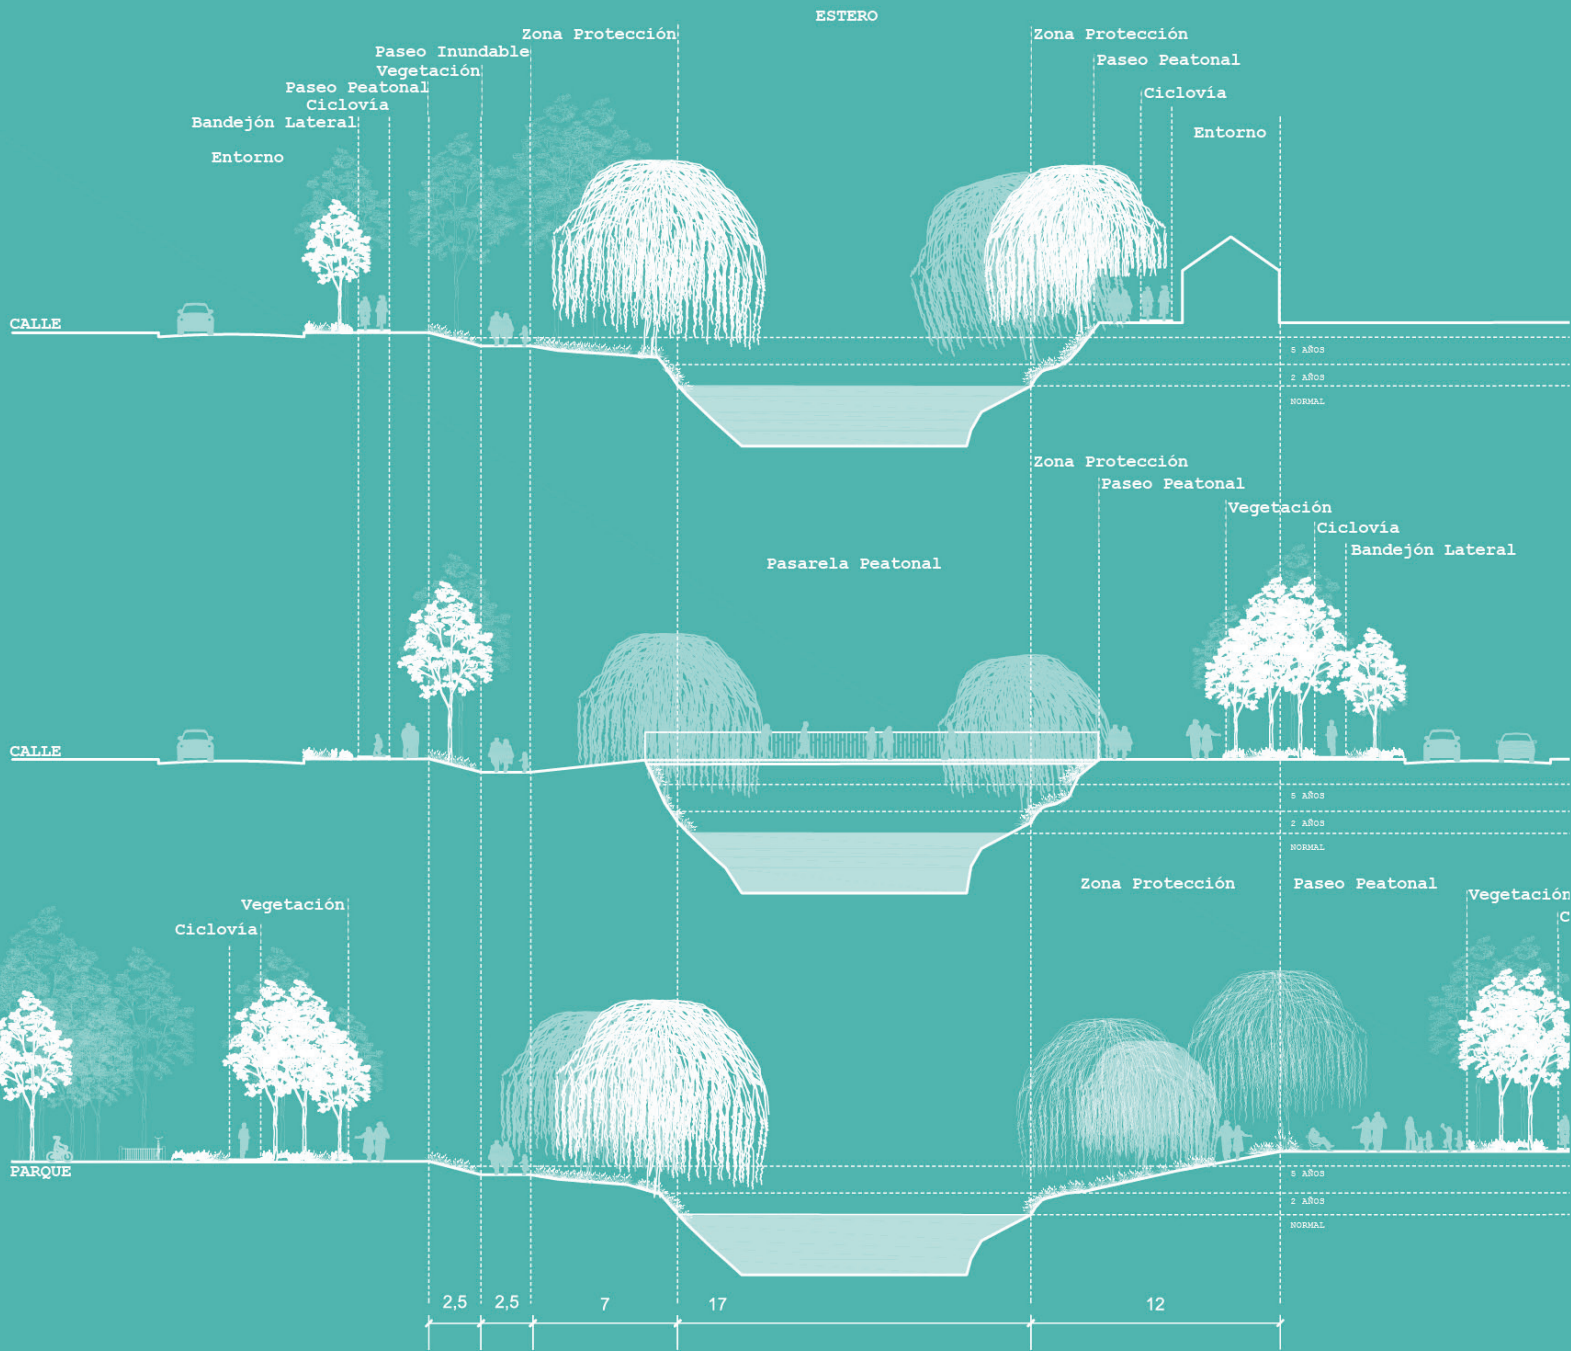 ESTERO
Zona Protección
Zona Protección
Paseo Inundable
Paseo Peatonal
Vegetación
Paseo Peatonal
Ciclovía
Ciclovía
Bandejón Lateral
Entorno
Entorno
CALLE
5 AÑOS
2 AÑOS
NORMAL
Zona Protección
Paseo Peatonal
Vegetación
Ciclovía
Bandejón Lateral
Pasarela Peatonal
CALLE
5 AÑOS
2 AÑOS
NORMAL
Zona Protección
Paseo Peatonal
Vegetación
Vegetación
C
Ciclovía
PARQUE
5 AÑOS
2 AÑOS
NORMAL
2,5
2,5
7
17
12